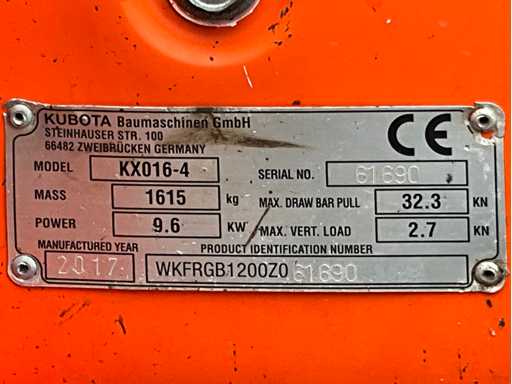 KUBOTA Baumaschinen GmbH
STEINHAUSER STR. 100
66482 ZWEIBRÜCKEN GERMANY
CE
MODEL KX016-4 SERIAL NO. 61690
MASS 1615 kg MAX. DRAW BAR PULL 32.3 KN
POWER 9.6 KW MAX. VERT. LOAD 2.7 KN
MANUFACTURED YEAR PRODUCT IDENTIFICATION NUMBER
2017 WKFRGB1200Z061690